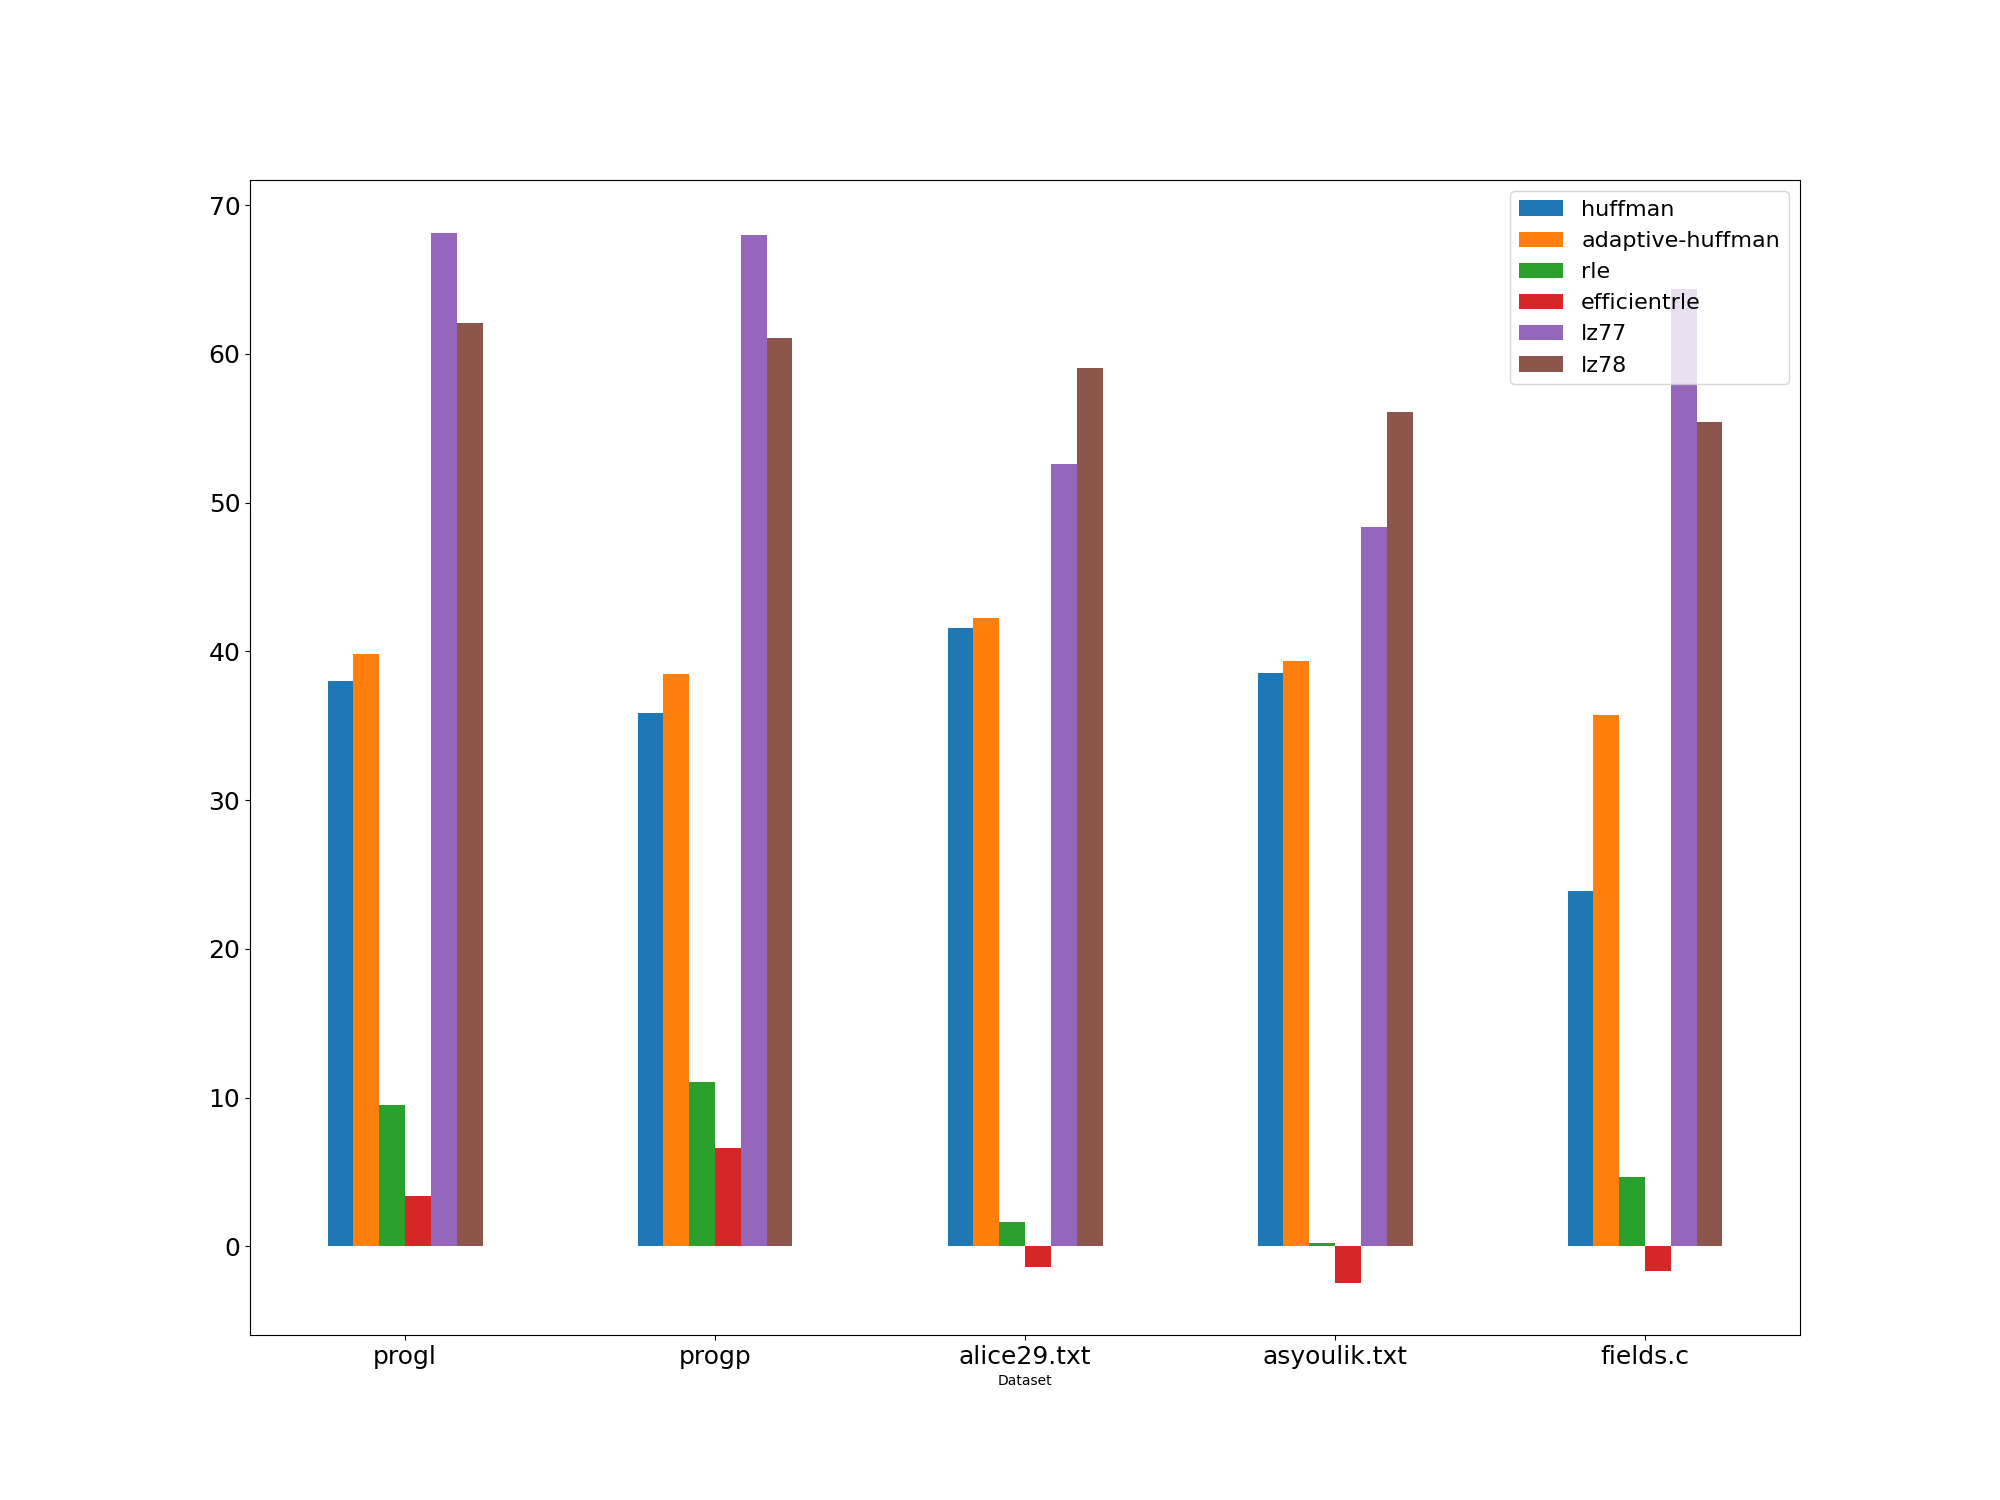 70
60
50
40
30
20
10
0
huffman
adaptive-huffman
rle
efficientrle
lz77
lz78
progl progp alice29.txt asyoulik.txt fields.c
Dataset